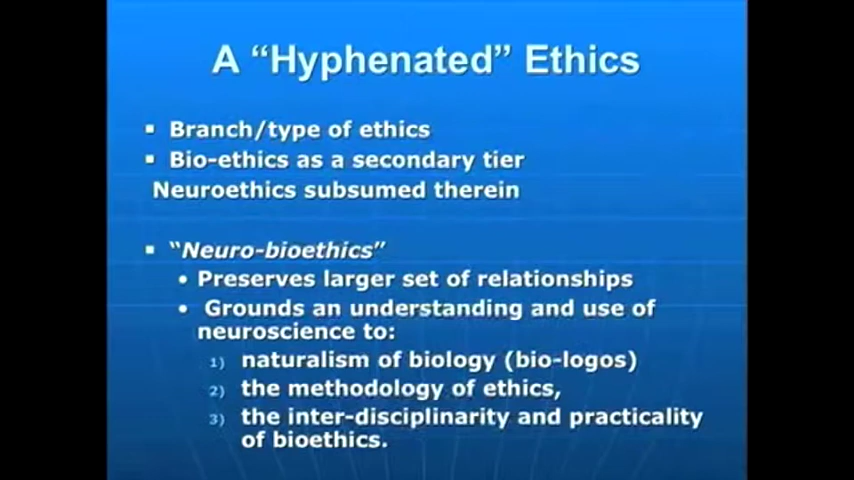 A “Hyphenated” Ethics
▪ Branch/type of ethics
▪ Bio-ethics as a secondary tier
Neuroethics subsumed therein
▪ “Neuro-bioethics”
• Preserves larger set of relationships
• Grounds an understanding and use of
neuroscience to:
1) naturalism of biology (bio-logos)
2) the methodology of ethics,
3) the inter-disciplinarity and practicality
of bioethics.